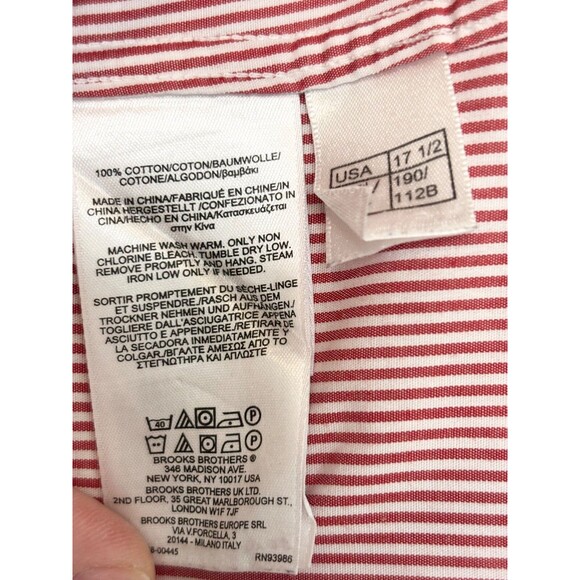 100% COTTON/COTON/BAUMWOLLE/
COTONE/ALGODON/βαμβάκι
MADE IN CHINA/FABRIQUÉ EN CHINE/IN
CHINA HERGESTELLT /CONFEZIONATO IN
CINA/HECHO EN CHINA/Κατασκευάζεται
στην Κίνα
MACHINE WASH WARM. ONLY NON
CHLORINE BLEACH. TUMBLE DRY LOW.
REMOVE PROMPTLY AND HANG. STEAM
IRON LOW ONLY IF NEEDED.
SORTIR PROMPTEMENT DU SÈCHE-LINGE
ET SUSPENDRE./RASCH AUS DEM
TROCKNER NEHMEN UND AUFHÄNGEN./
TOGLIERE DALL'ASCIUGATRICE APPENA
ASCIUTTO E APPENDERE./RETIRAR DE
LA SECADORA INMEDIATAMENTE Y
COLGAR./ΒΓΑΛΤΕ ΑΜΕΣΩΣ ΑΠΟ ΤΟ
ΣΤΕΓΝΩΤΗΡΑ ΚΑΙ ΑΠΛΩΣΤΕ
40 P
P
BROOKS BROTHERS ®
346 MADISON AVE.
NEW YORK, NY 10017 USA
BROOKS BROTHERS UK LTD.
2ND FLOOR, 35 GREAT MARLBOROUGH ST.,
LONDON W1F 7JF
BROOKS BROTHERS EUROPE SRL
VIA V.FORCELLA, 3
20144 - MILANO ITALY
6-00445 RN93986
USA 17 1/2
190/
112B